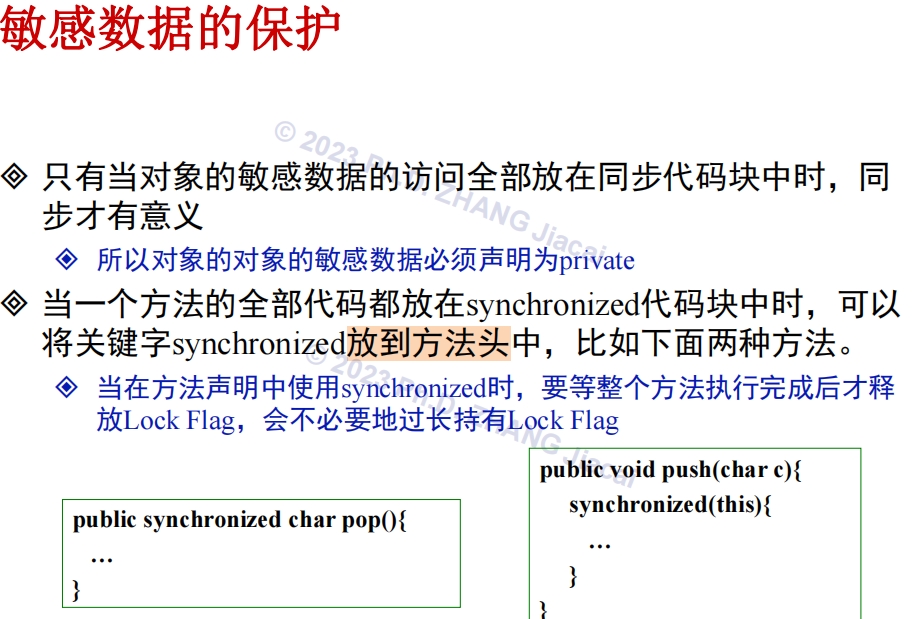 敏感数据的保护
© 2023 Ph.D. ZHANG Jiacai
只有当对象的敏感数据的访问全部放在同步代码块中时，同
步才有意义
所以对象的对象的敏感数据必须声明为private
当一个方法的全部代码都放在synchronized代码块中时，可以
将关键字synchronized放到方法头中，比如下面两种方法。
© 2023 Ph.D. ZHANG Jiacai
当在方法声明中使用synchronized时，要等整个方法执行完成后才释
放Lock Flag，会不必要地过长持有Lock Flag
public synchronized char pop(){
…
}
public void push(char c){
synchronized(this){
…
}
}